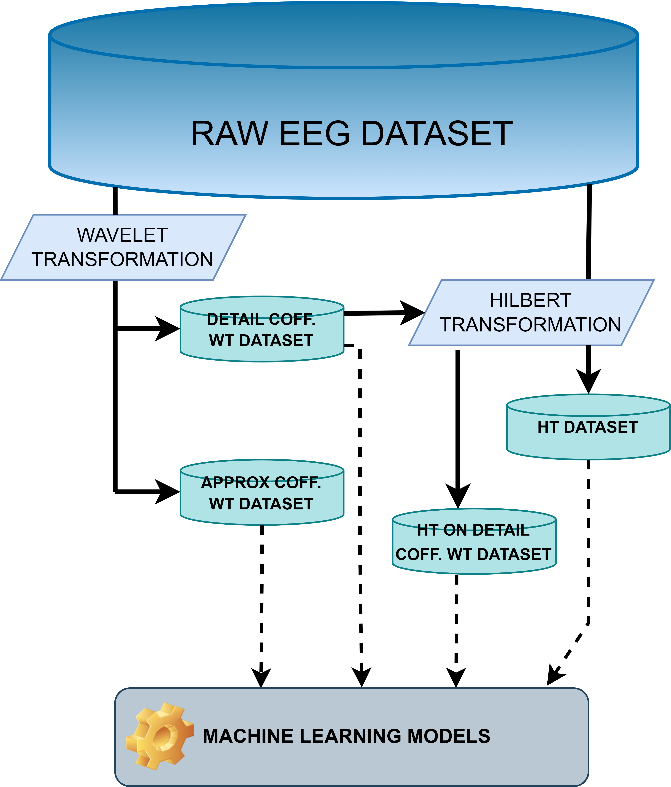 RAW EEG DATASET
WAVELET
TRANSFORMATION
HILBERT
TRANSFORMATION
DETAIL COFF.
WT DATASET
HT DATASET
APPROX COFF.
WT DATASET
HT ON DETAIL
COFF. WT DATASET
MACHINE LEARNING MODELS